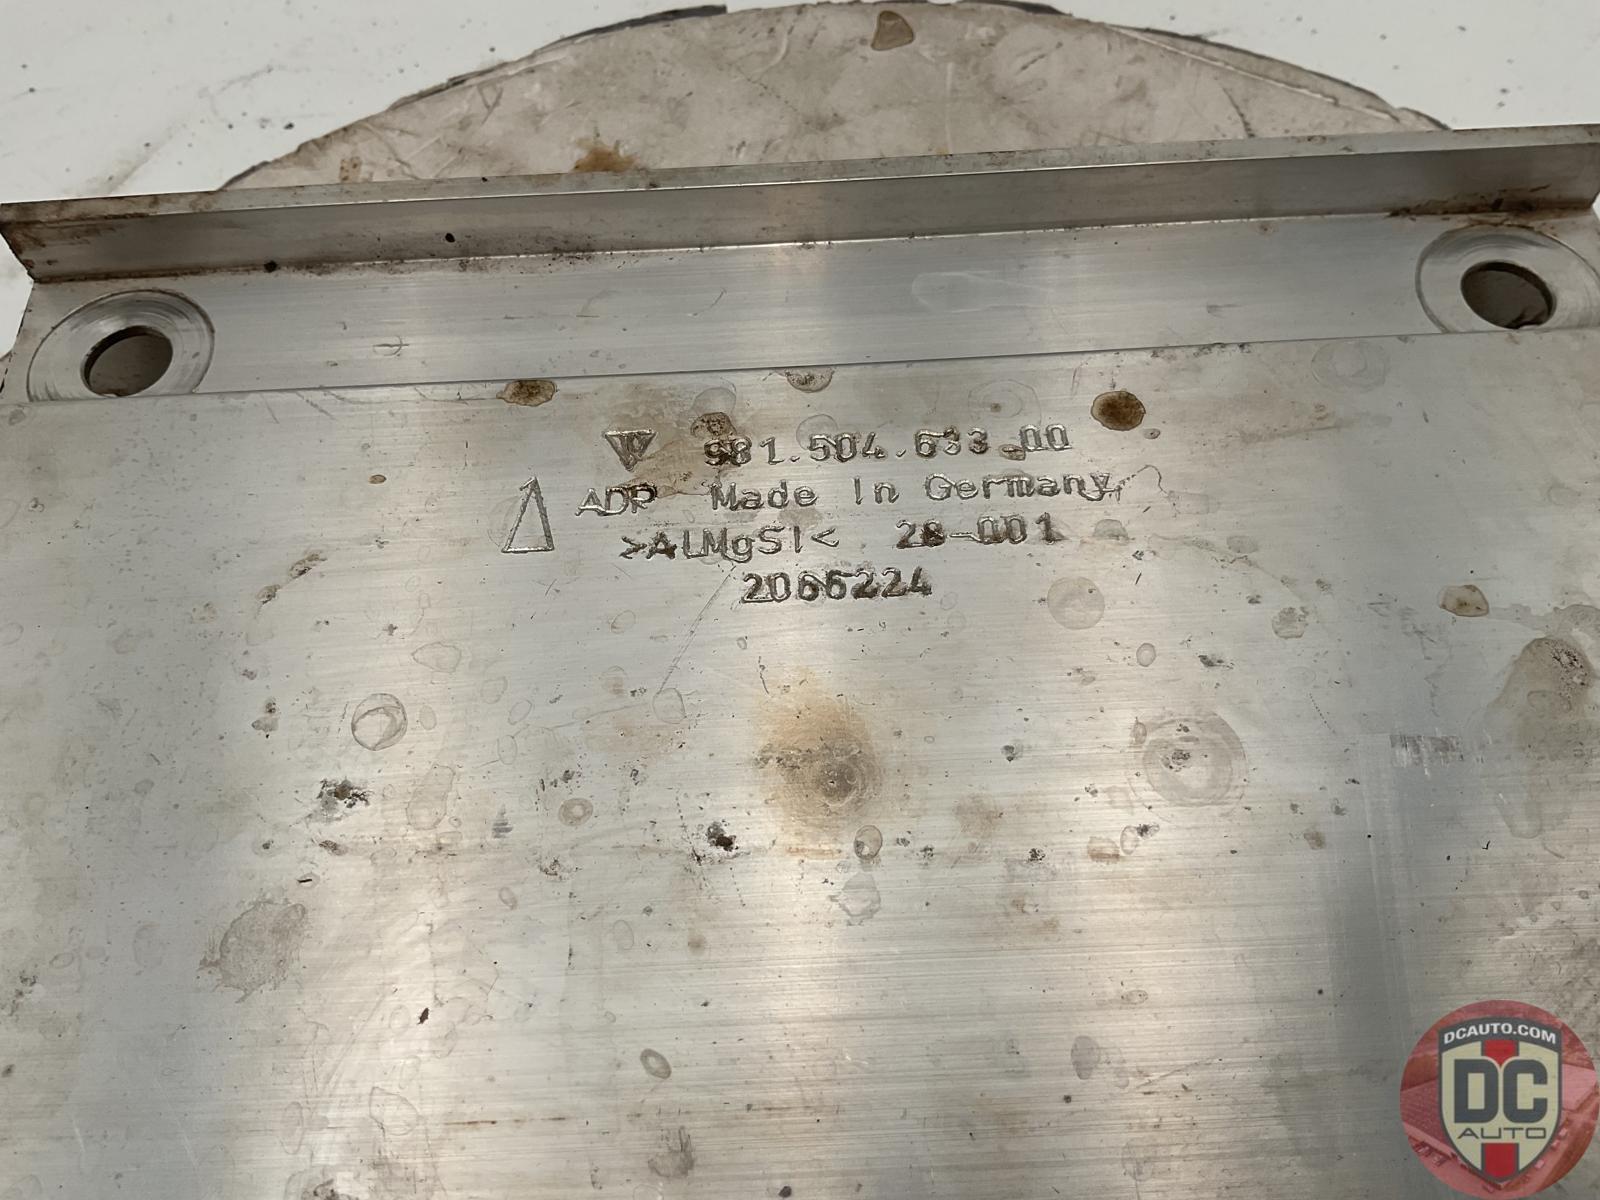 981.504.633.00
ADP Made In Germany
>ALMgSI< 28-001
2066224
DCAUTO.COM
DC
AUTO